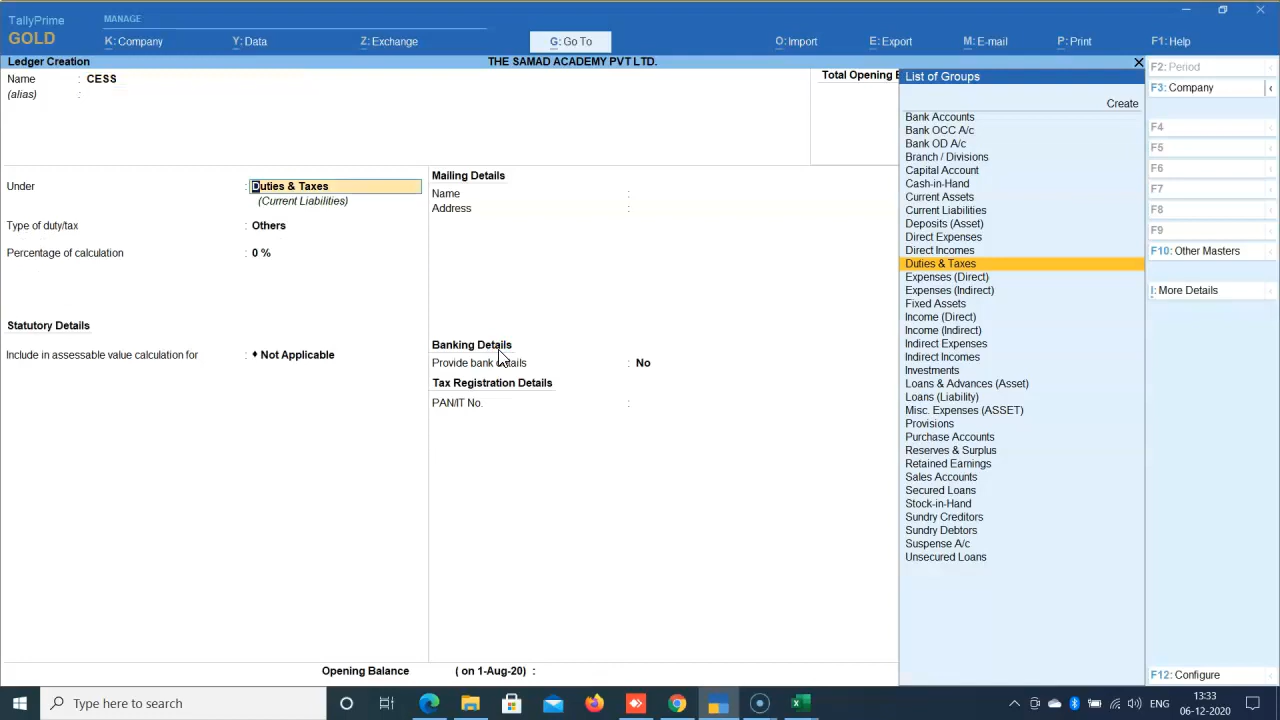 TallyPrime
GOLD
MANAGE
K: Company
Y: Data
Z: Exchange
G: Go To
O: Import
E: Export
M: E-mail
P: Print
F1: Help
Ledger Creation
THE SAMAD ACADEMY PVT LTD.
Name : CESS
(alias) :
Total Opening
Under : Duties & Taxes
(Current Liabilities)
Type of duty/tax : Others
Percentage of calculation : 0 %
Statutory Details
Include in assessable value calculation for : ♦ Not Applicable
Mailing Details
Name :
Address :
Banking Details
Provide bank details : No
Tax Registration Details
PAN/IT No. :
Opening Balance ( on 1-Aug-20) :
List of Groups
Create
Bank Accounts
Bank OCC A/c
Bank OD A/c
Branch / Divisions
Capital Account
Cash-in-Hand
Current Assets
Current Liabilities
Deposits (Asset)
Direct Expenses
Direct Incomes
Duties & Taxes
Expenses (Direct)
Expenses (Indirect)
Fixed Assets
Income (Direct)
Income (Indirect)
Indirect Expenses
Indirect Incomes
Investments
Loans & Advances (Asset)
Loans (Liability)
Misc. Expenses (ASSET)
Provisions
Purchase Accounts
Reserves & Surplus
Retained Earnings
Sales Accounts
Secured Loans
Stock-in-Hand
Sundry Creditors
Sundry Debtors
Suspense A/c
Unsecured Loans
F2: Period
F3: Company
F4
F5
F6
F7
F8
F9
F10: Other Masters
I: More Details
F12: Configure
Type here to search
ENG
13:33
06-12-2020